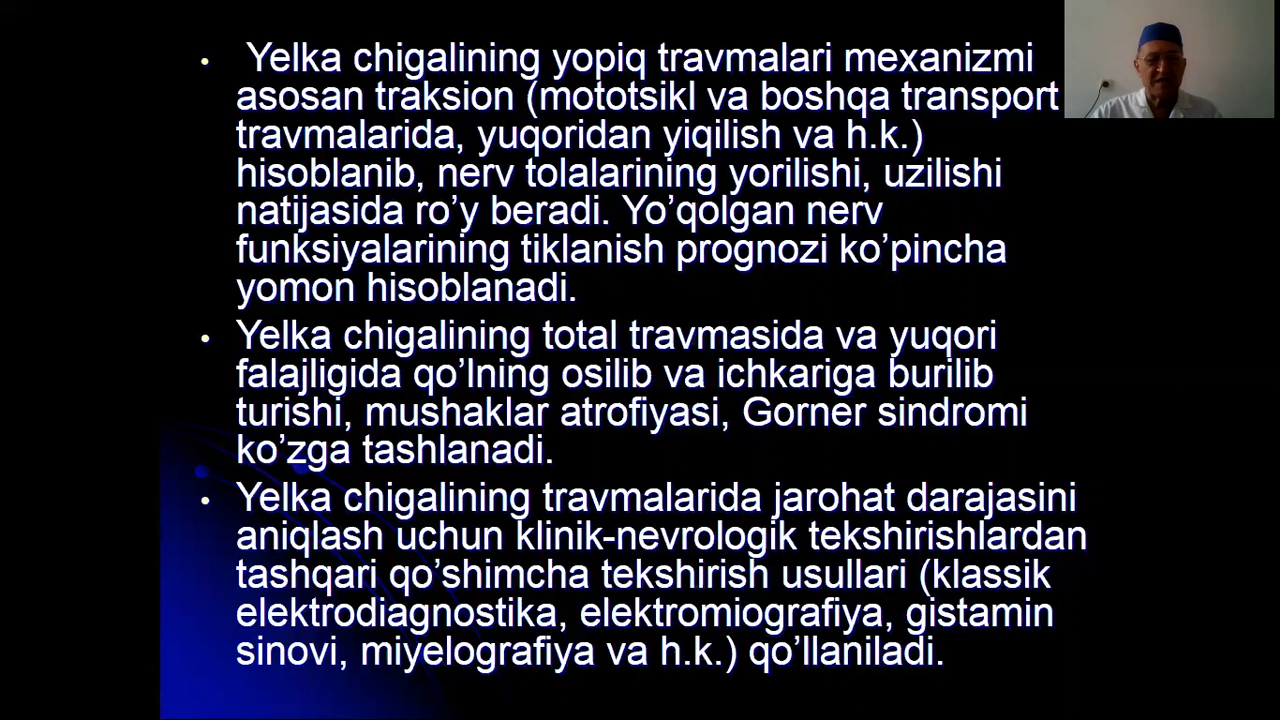 • Yelka chigalining yopiq travmalari mexanizmi
asosan traksion (mototsikl va boshqa transport
travmalarida, yuqoridan yiqilish va h.k.)
hisoblanib, nerv tolalarining yorilishi, uzilishi
natijasida ro’y beradi. Yo’qolgan nerv
funksiyalarining tiklanish prognozi ko’pincha
yomon hisoblanadi.
• Yelka chigalining total travmasida va yuqori
falajligida qo’lning osilib va ichkariga burilib
turishi, mushaklar atrofiyasi, Gorner sindromi
ko’zga tashlanadi.
• Yelka chigalining travmalarida jarohat darajasini
aniqlash uchun klinik-nevrologik tekshirishlardan
tashqari qo’shimcha tekshirish usullari (klassik
elektrodiagnostika, elektromiografiya, gistamin
sinovi, miyelografiya va h.k.) qo’llaniladi.